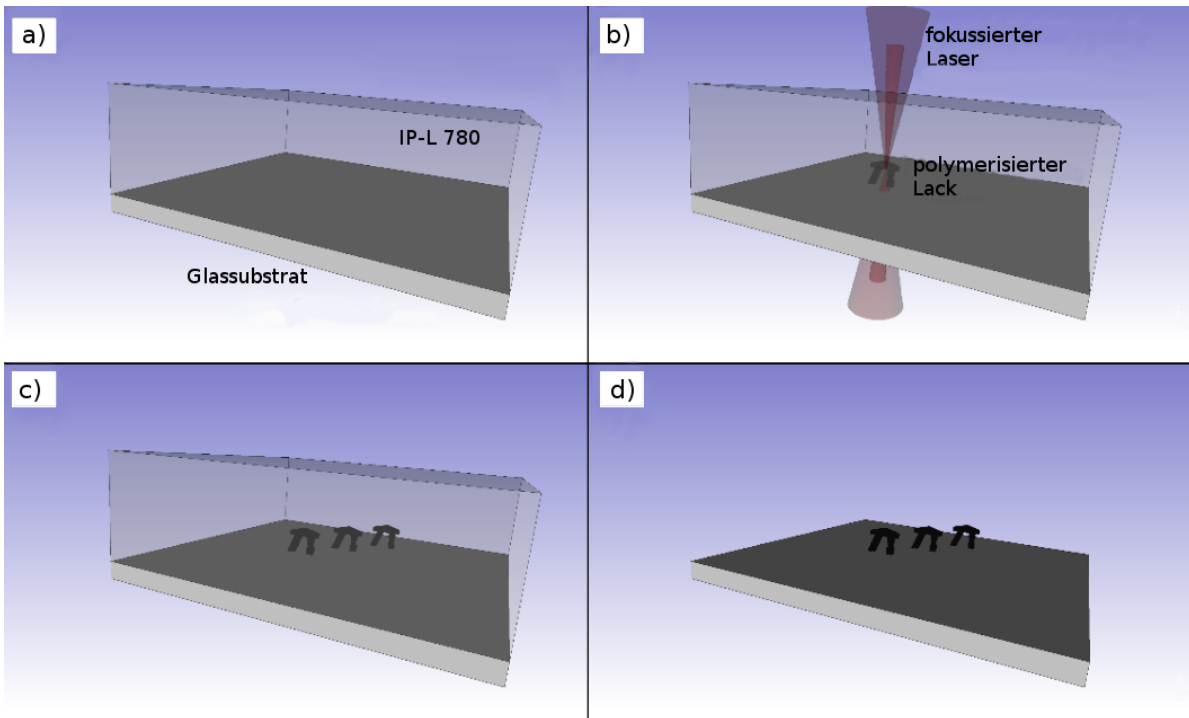 a)
IP-L 780
Glassubstrat
b)
fokussierter
Laser
polymerisierter
Lack
c)
d)